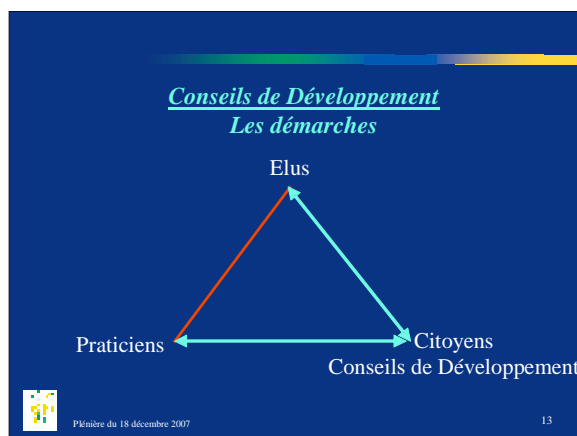 Conseils de Développement
Les démarches
Elus
Praticiens
Citoyens
Conseils de Développement
Plénière du 18 décembre 2007
13